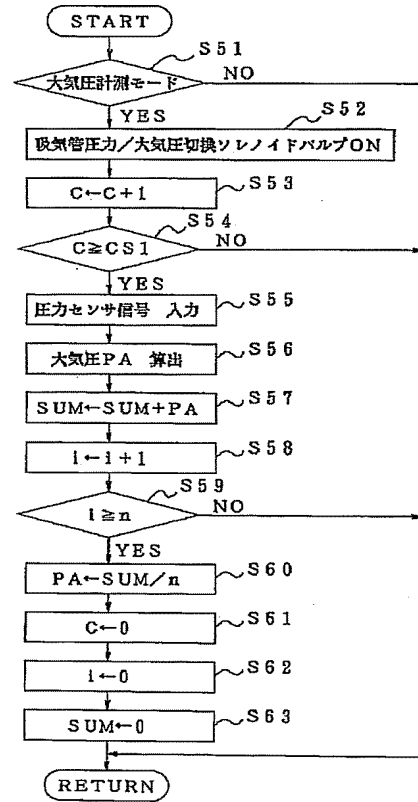 START
S51
大気圧計測モード
NO
YES
S52
吸気管圧力/大気圧切換ソレノイドバルブON
S53
C←C+1
S54
C≧CS1
NO
YES
S55
圧力センサ信号 入力
S56
大気圧PA 算出
S57
SUM←SUM+PA
S58
i←i+1
S59
i≧n
NO
YES
S60
PA←SUM/n
S61
C←0
S62
i←0
S63
SUM←0
RETURN